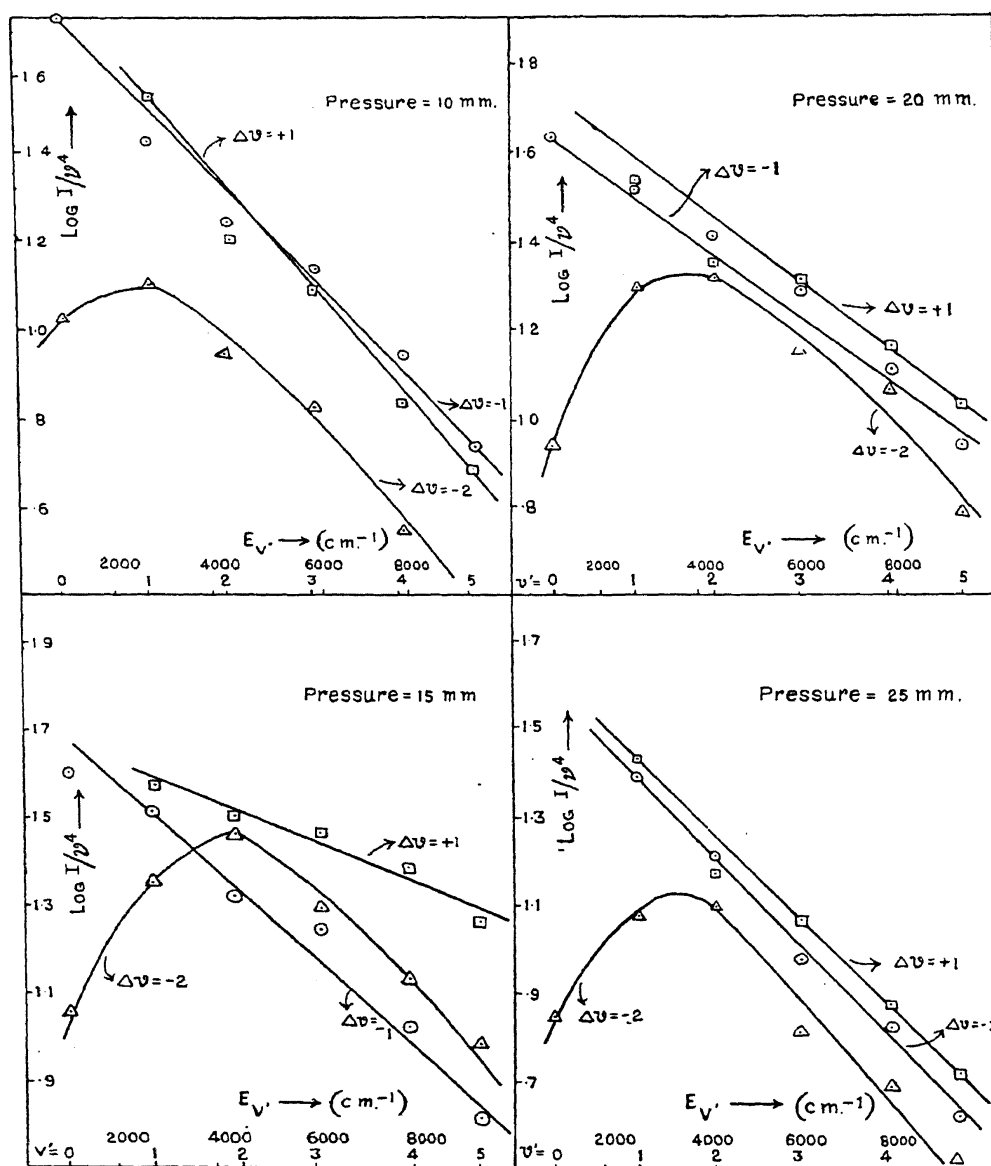 1·6
1·4
1·2
1·0
·8
·6
LOG I/ν⁴
Pressure = 10 mm.
Δv=+1
Δv=-1
Δv=-2
E_v' → (cm.⁻¹)
2000 4000 6000 8000
0 1 2 3 4 5
1·8
1·6
1·4
1·2
1·0
·8
LOG I/ν⁴
Pressure = 20 mm.
Δv=-1
Δv=+1
Δv=-2
E_v' → (cm.⁻¹)
2000 4000 6000 8000
v'= 0 1 2 3 4 5
1·9
1·7
1·5
1·3
1·1
·9
LOG I/ν⁴
Pressure = 15 mm
Δv=+1
Δv=-2
Δv=-1
E_v' → (cm.⁻¹)
2000 4000 6000 8000
v'= 0 1 2 3 4 5
1·7
1·5
1·3
1·1
·9
·7
LOG I/ν⁴
Pressure = 25 mm.
Δv=+1
Δv=-2
E_v' → (cm.⁻¹)
2000 4000 6000 8000
v'= 0 1 2 3 4